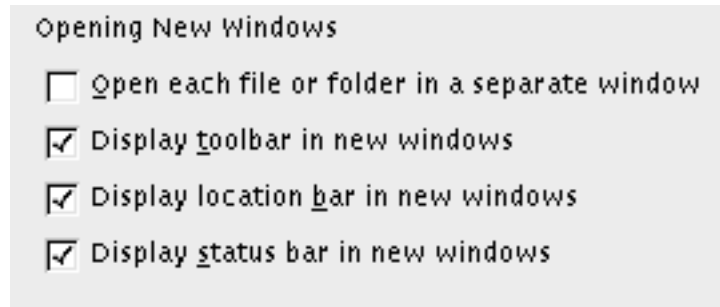 Opening New Windows
Open each file or folder in a separate window
Display toolbar in new windows
Display location bar in new windows
Display status bar in new windows